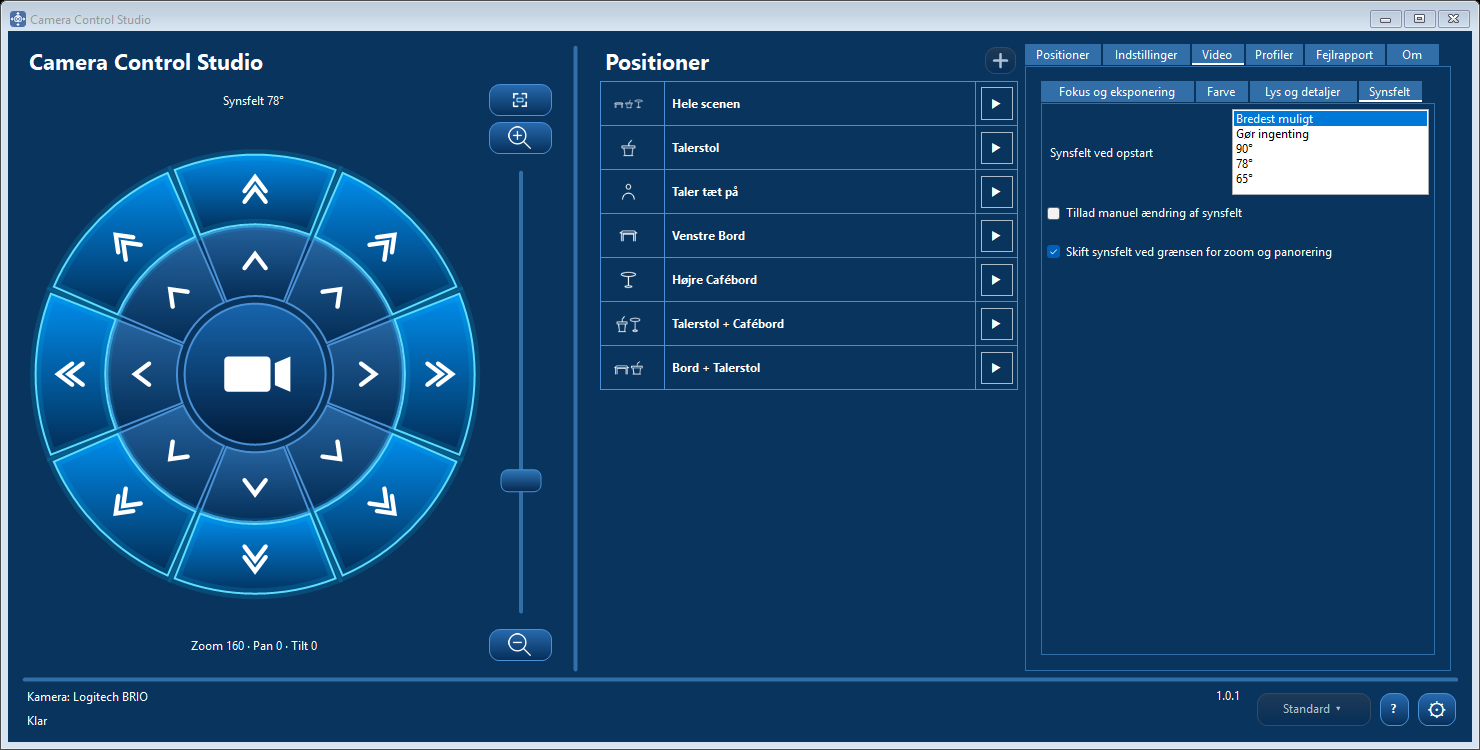 Camera Control Studio
Camera Control Studio
Synsfelt 78°
Zoom 160 · Pan 0 · Tilt 0
Positioner
Hele scenen
Talerstol
Taler tæt på
Venstre Bord
Højre Cafébord
Talerstol + Cafébord
Bord + Talerstol
Positioner Indstillinger Video Profiler Fejlrapport Om
Fokus og eksponering Farve Lys og detaljer Synsfelt
Synsfelt ved opstart
Bredest muligt
Gør ingenting
90°
78°
65°
Tillad manuel ændring af synsfelt
Skift synsfelt ved grænsen for zoom og panorering
Kamera: Logitech BRIO
Klar
1.0.1
Standard
?